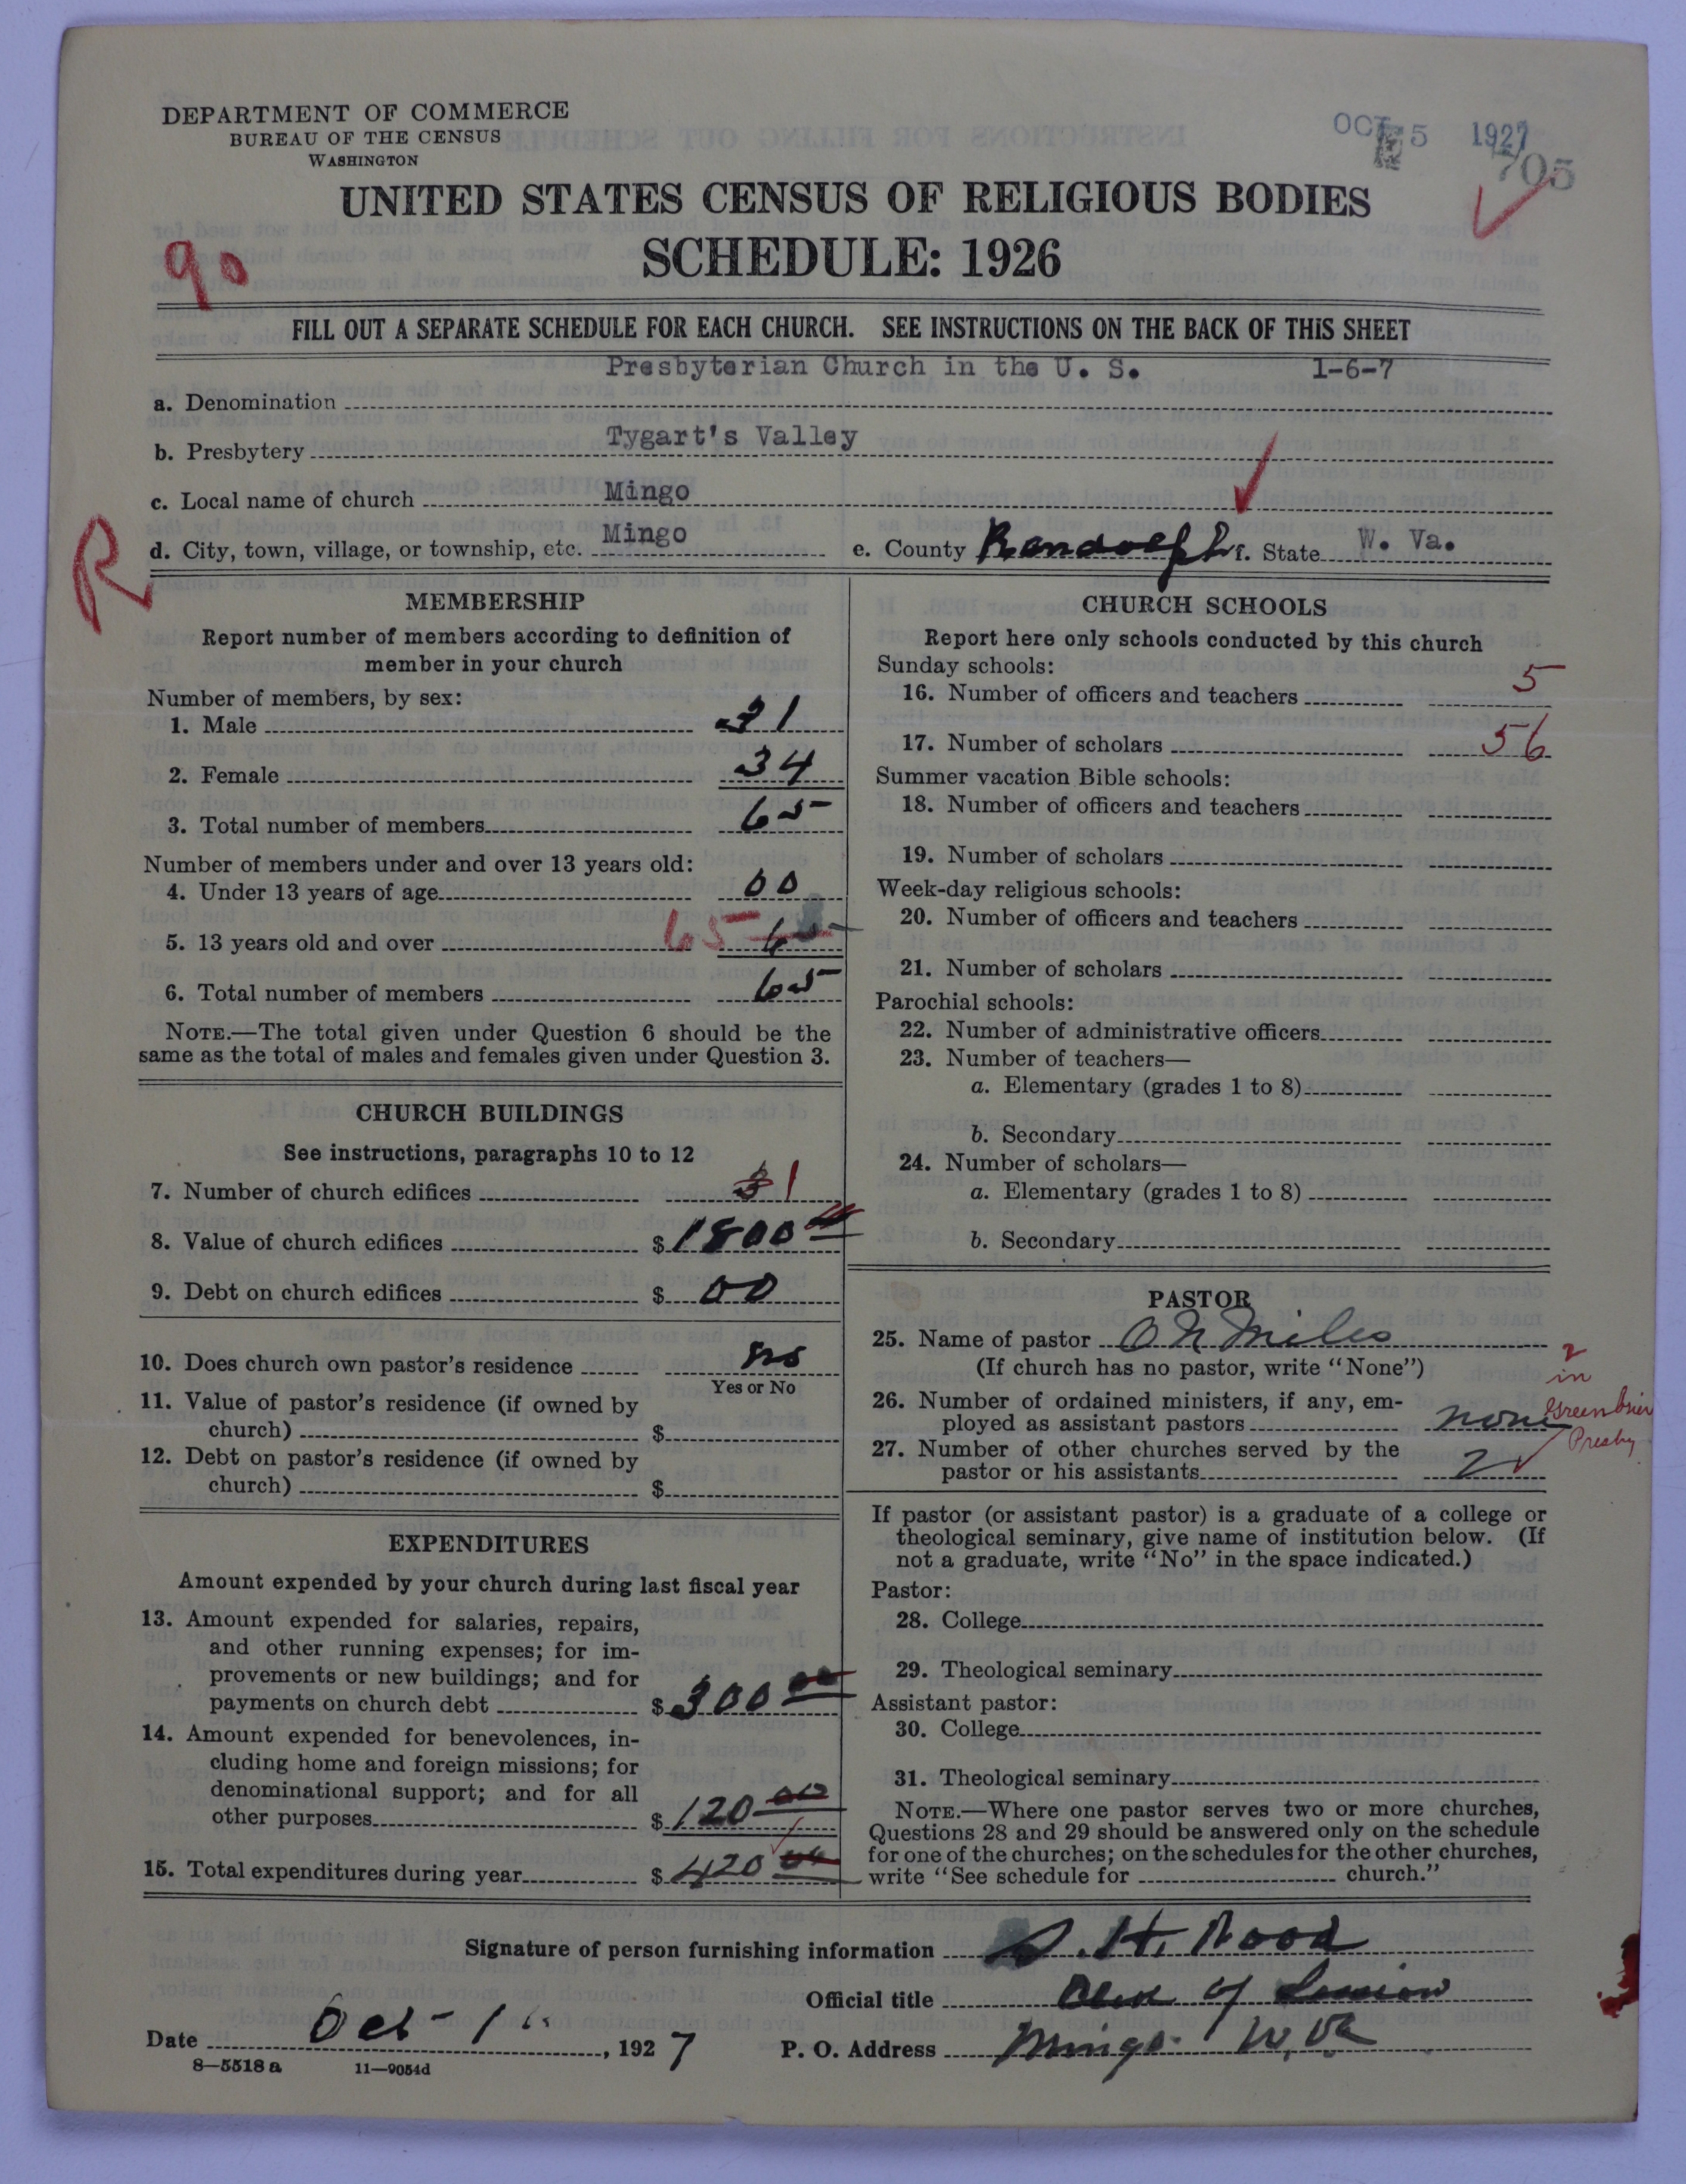 DEPARTMENT OF COMMERCE
BUREAU OF THE CENSUS
WASHINGTON
OCT 5 1927
705
UNITED STATES CENSUS OF RELIGIOUS BODIES
SCHEDULE: 1926
90
FILL OUT A SEPARATE SCHEDULE FOR EACH CHURCH. SEE INSTRUCTIONS ON THE BACK OF THIS SHEET
Presbyterian Church in the U. S. 1-6-7
a. Denomination
b. Presbytery Tygart's Valley
c. Local name of church Mingo
R
d. City, town, village, or township, etc. Mingo e. County Randolph f. State W. Va.
MEMBERSHIP
Report number of members according to definition of
member in your church
Number of members, by sex:
1. Male 31
2. Female 34
3. Total number of members 65
Number of members under and over 13 years old:
4. Under 13 years of age 00
5. 13 years old and over 65
6. Total number of members 65
NOTE.—The total given under Question 6 should be the
same as the total of males and females given under Question 3.
CHURCH BUILDINGS
See instructions, paragraphs 10 to 12
7. Number of church edifices 1
8. Value of church edifices $ 1800 00
9. Debt on church edifices $ 00
10. Does church own pastor's residence no
Yes or No
11. Value of pastor's residence (if owned by
church) $
12. Debt on pastor's residence (if owned by
church) $
EXPENDITURES
Amount expended by your church during last fiscal year
13. Amount expended for salaries, repairs,
and other running expenses; for im-
provements or new buildings; and for
payments on church debt $ 300 00
14. Amount expended for benevolences, in-
cluding home and foreign missions; for
denominational support; and for all
other purposes $ 120 00
15. Total expenditures during year $ 420 00
CHURCH SCHOOLS
Report here only schools conducted by this church
Sunday schools:
16. Number of officers and teachers 5
17. Number of scholars 56
Summer vacation Bible schools:
18. Number of officers and teachers
19. Number of scholars
Week-day religious schools:
20. Number of officers and teachers
21. Number of scholars
Parochial schools:
22. Number of administrative officers
23. Number of teachers—
a. Elementary (grades 1 to 8)
b. Secondary
24. Number of scholars—
a. Elementary (grades 1 to 8)
b. Secondary
PASTOR
25. Name of pastor O N Miles
(If church has no pastor, write "None")
26. Number of ordained ministers, if any, em-
ployed as assistant pastors none
27. Number of other churches served by the
pastor or his assistants 2
2
in
Greenbrier
Presby
If pastor (or assistant pastor) is a graduate of a college or
theological seminary, give name of institution below. (If
not a graduate, write "No" in the space indicated.)
Pastor:
28. College
29. Theological seminary
Assistant pastor:
30. College
31. Theological seminary
NOTE.—Where one pastor serves two or more churches,
Questions 28 and 29 should be answered only on the schedule
for one of the churches; on the schedules for the other churches,
write "See schedule for church."
Signature of person furnishing information S. H. Wood
Official title Clerk of Session
Date Oct - 1, 1927
P. O. Address Mingo W. Va
8—5518 a 11—9054d